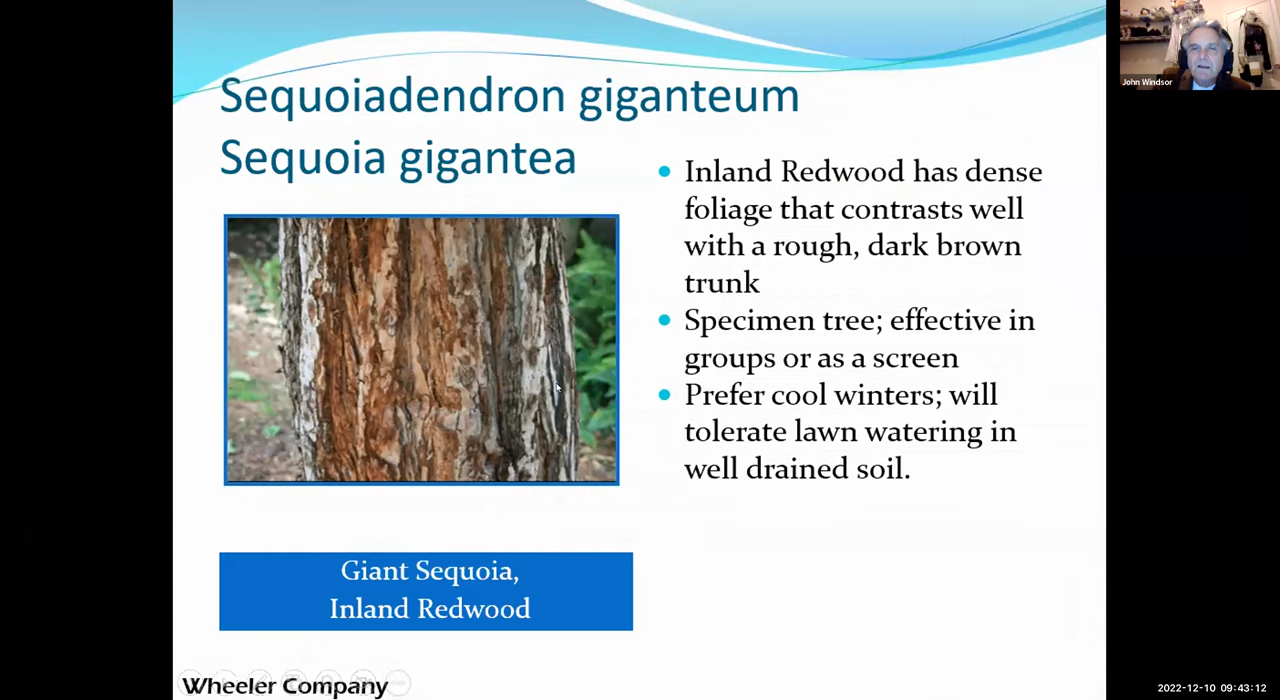 Sequoiadendron giganteum
Sequoia gigantea
Inland Redwood has dense
foliage that contrasts well
with a rough, dark brown
trunk
Specimen tree; effective in
groups or as a screen
Prefer cool winters; will
tolerate lawn watering in
well drained soil.
Giant Sequoia,
Inland Redwood
Wheeler Company
John Windsor
2022-12-10 09:43:12